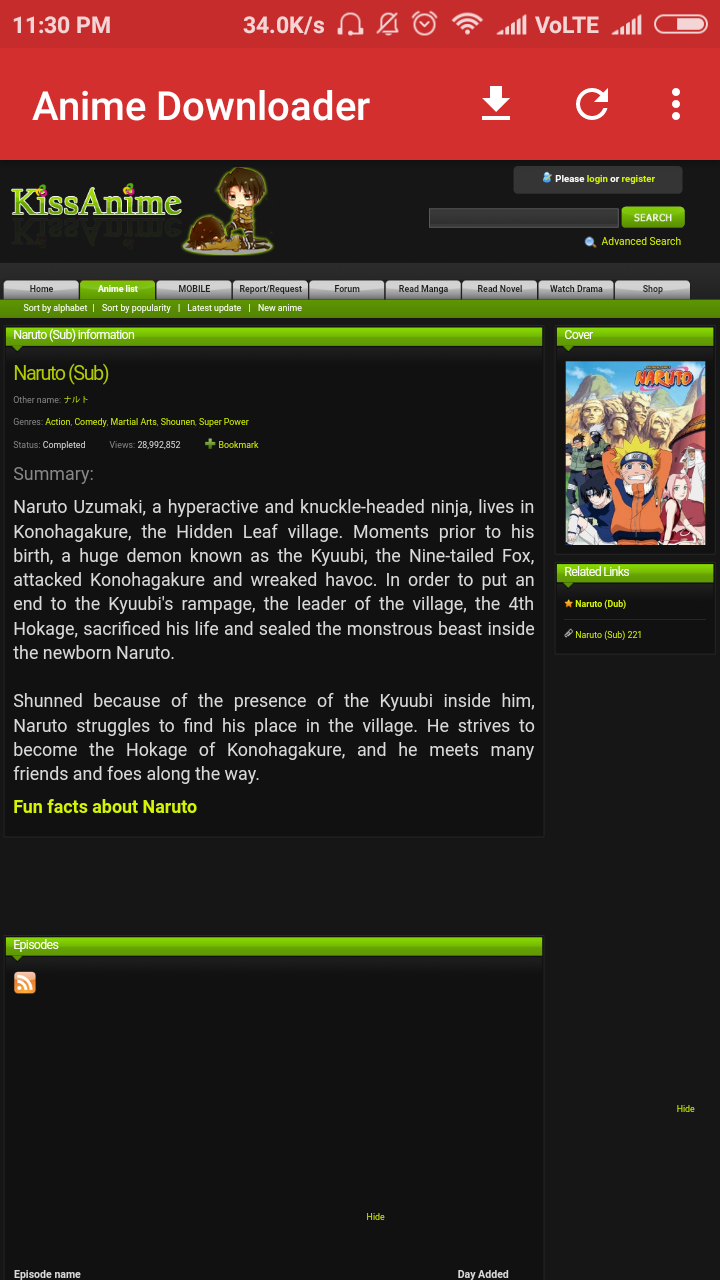 11:30 PM 34.0K/s VoLTE
Anime Downloader
KissAnime
Please login or register
SEARCH
Advanced Search
Home Anime list MOBILE Report/Request Forum Read Manga Read Novel Watch Drama Shop
Sort by alphabet | Sort by popularity | Latest update | New anime
Naruto (Sub) information
Naruto (Sub)
Other name: ナルト
Genres: Action, Comedy, Martial Arts, Shounen, Super Power
Status: Completed Views: 28,992,852 Bookmark
Summary:
Naruto Uzumaki, a hyperactive and knuckle-headed ninja, lives in
Konohagakure, the Hidden Leaf village. Moments prior to his
birth, a huge demon known as the Kyuubi, the Nine-tailed Fox,
attacked Konohagakure and wreaked havoc. In order to put an
end to the Kyuubi's rampage, the leader of the village, the 4th
Hokage, sacrificed his life and sealed the monstrous beast inside
the newborn Naruto.
Shunned because of the presence of the Kyuubi inside him,
Naruto struggles to find his place in the village. He strives to
become the Hokage of Konohagakure, and he meets many
friends and foes along the way.
Fun facts about Naruto
Cover
NARUTO
Related Links
Naruto (Dub)
Naruto (Sub) 221
Episodes
Hide
Hide
Episode name Day Added